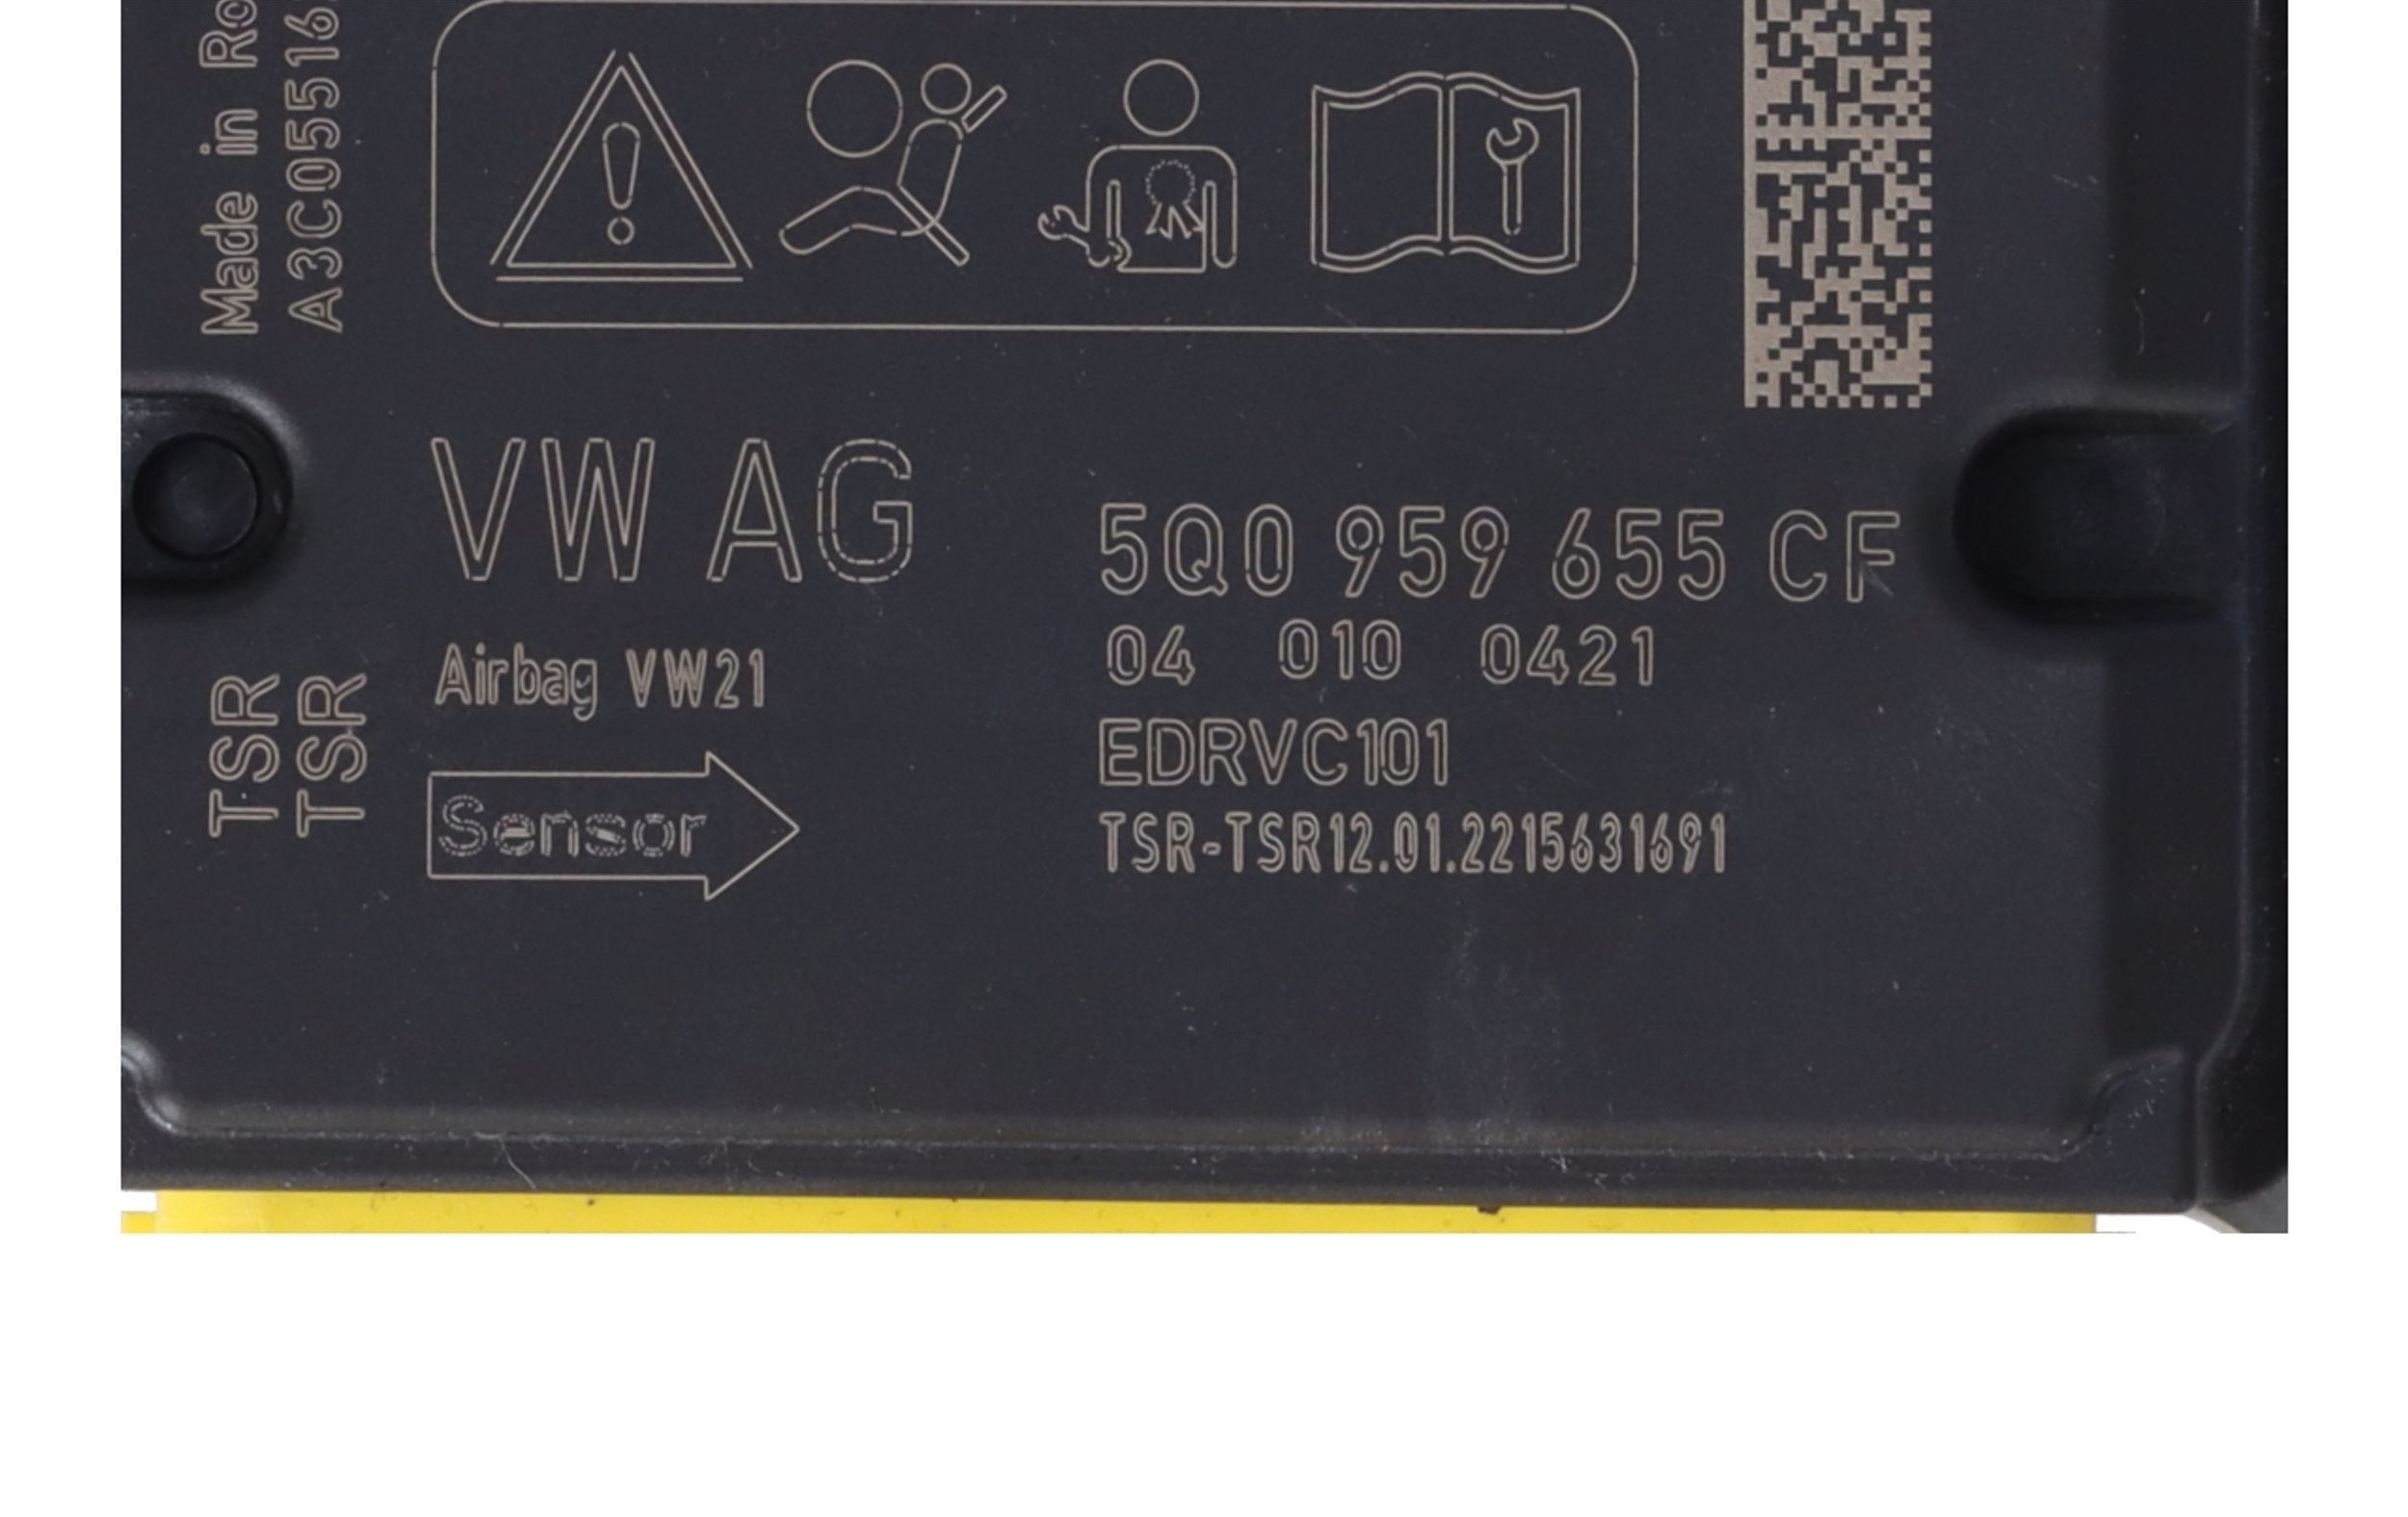 Made in Ro
A3C05516
VW AG
5Q0 959 655 CF
04 010 0421
Airbag VW21
EDRVC101
TSR
TSR
Sensor
TSR-TSR12.01.2215631691